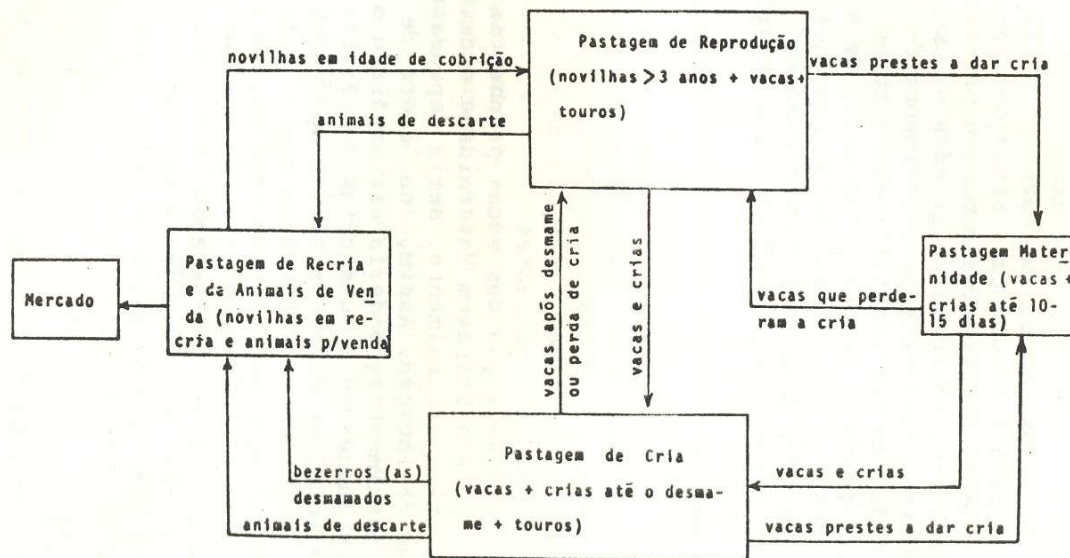 Pastagem de Reprodução
(novilhas > 3 anos + vacas+
touros)
novilhas em idade de cobrição
vacas prestes a dar cria
animais de descarte
Mercado
Pastagem de Recria
e da Animais de Ven
da (novilhas em re-
cria e animais p/venda
vacas após desmame
ou perda de cria
vacas e crias
vacas que perde-
ram a cria
Pastagem Mater
nidade (vacas +
crias até 10-
15 dias)
bezerros (as)
desmamados
animais de descarte
Pastagem de Cria
(vacas + crias até o desma-
me + touros)
vacas e crias
vacas prestes a dar cria